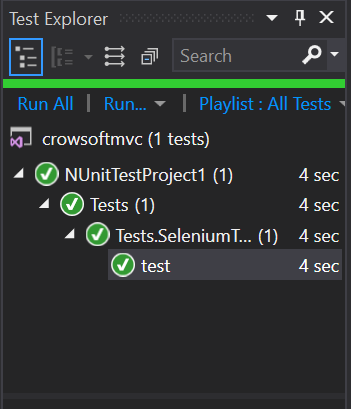 Test Explorer
Search
Run All | Run... | Playlist : All Tests
crowsoftmvc (1 tests)
NUnitTestProject1 (1) 4 sec
Tests (1) 4 sec
Tests.SeleniumT... (1) 4 sec
test 4 sec